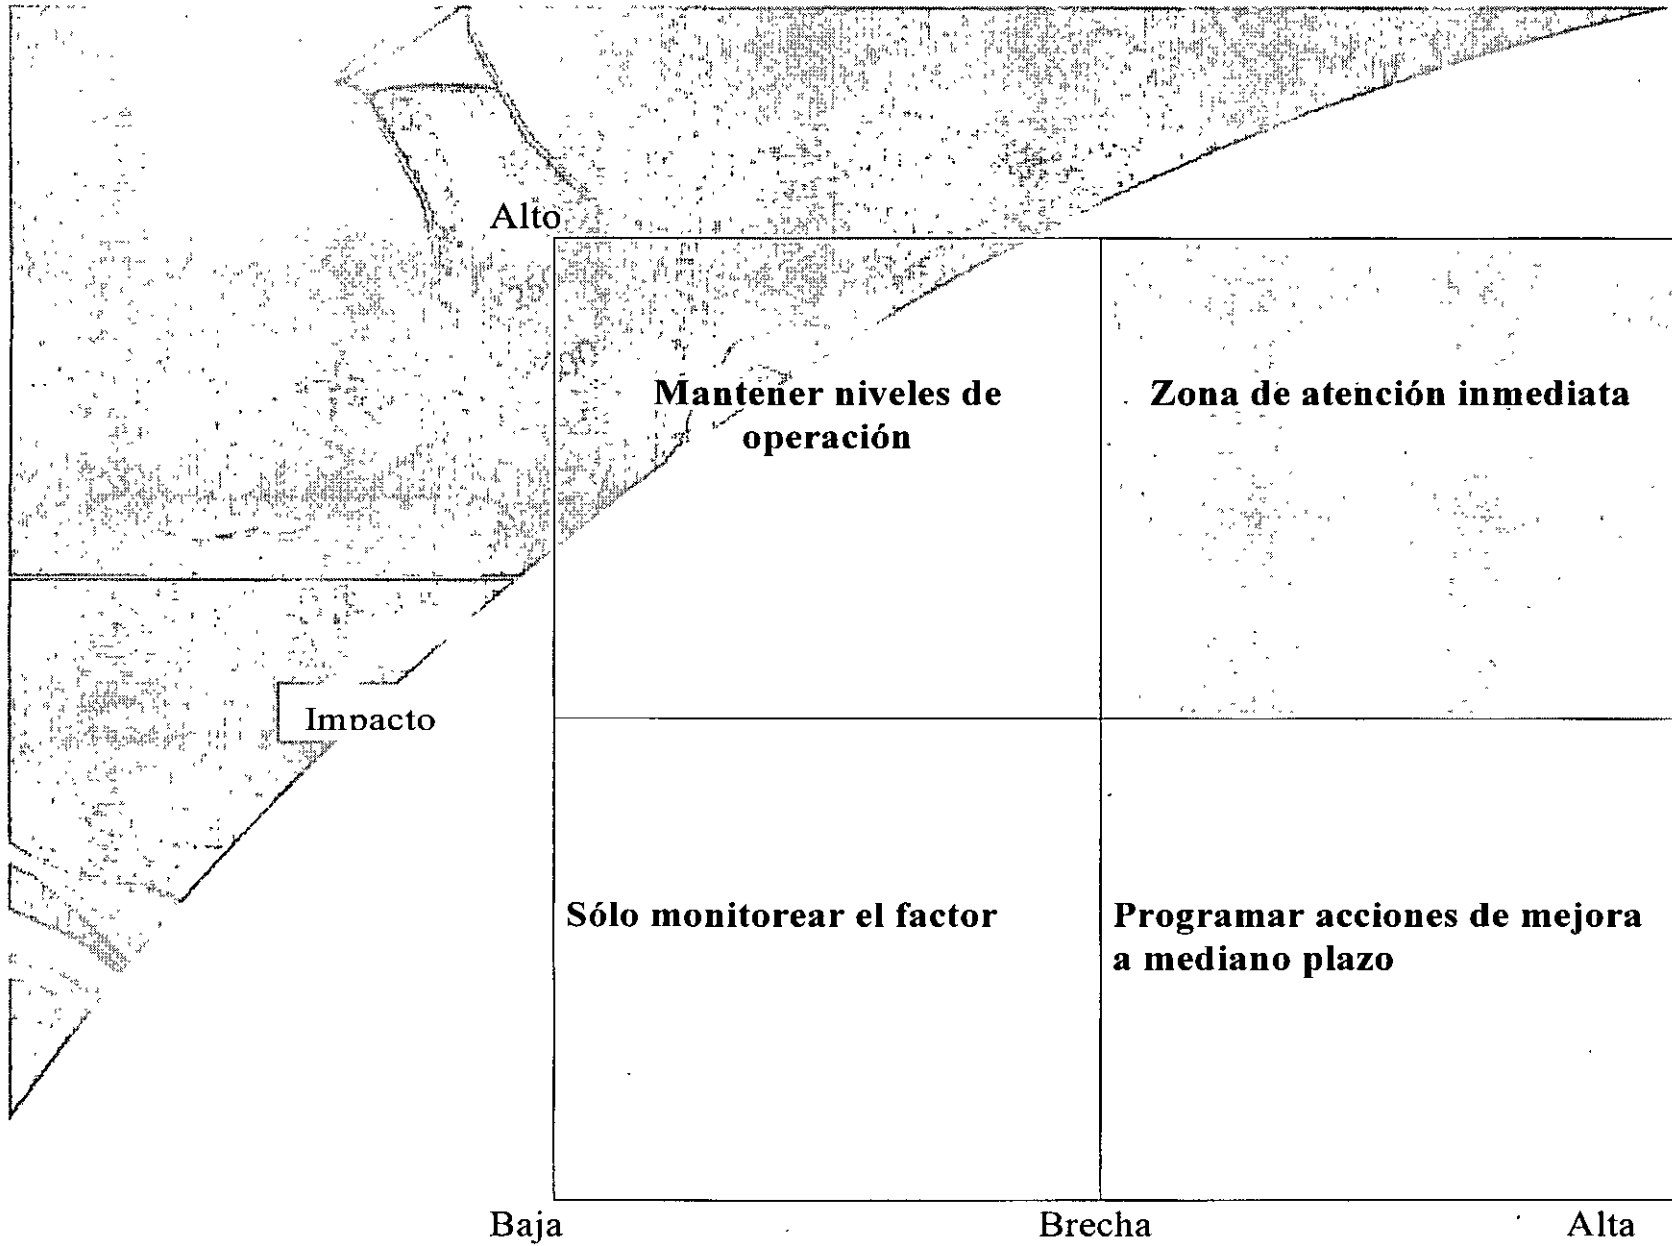 Alto
Mantener niveles de
operación
Zona de atención inmediata
Impacto
Sólo monitorear el factor
Programar acciones de mejora
a mediano plazo
Baja
Brecha
Alta